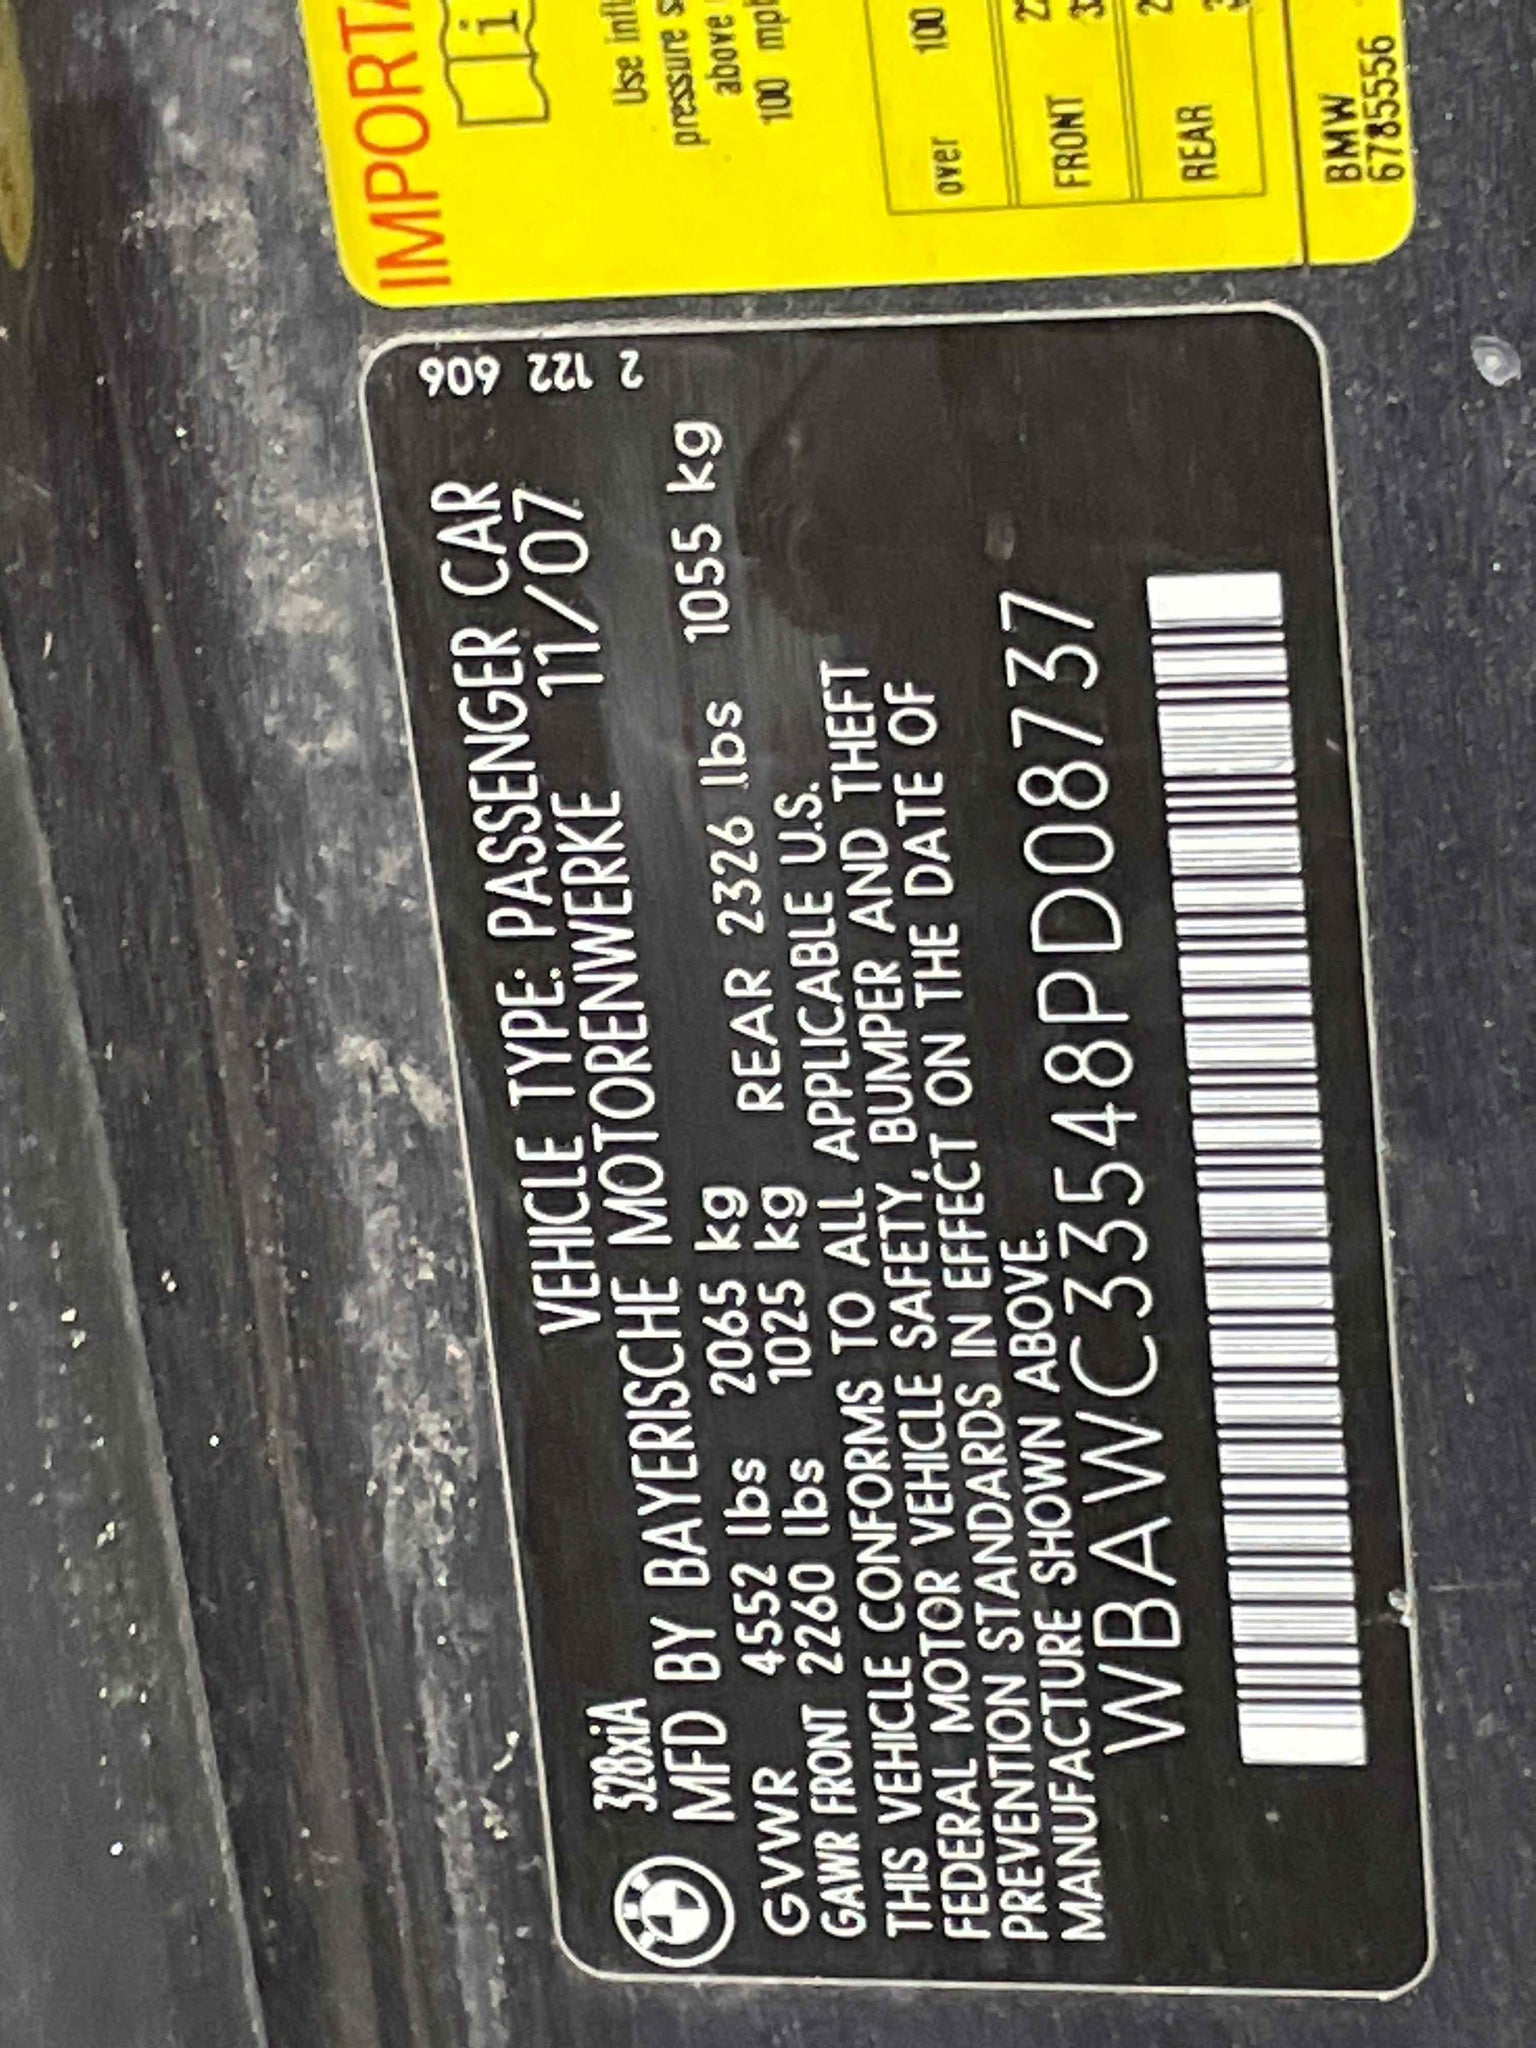 328xiA
VEHICLE TYPE: PASSENGER CAR
MFD BY BAYERISCHE MOTORENWERKE 11/07
GVWR 4552 lbs 2065 kg
GAWR FRONT 2260 lbs 1025 kg REAR 2326 lbs 1055 kg
THIS VEHICLE CONFORMS TO ALL APPLICABLE U.S.
FEDERAL MOTOR VEHICLE SAFETY, BUMPER AND THEFT
PREVENTION STANDARDS IN EFFECT ON THE DATE OF
MANUFACTURE SHOWN ABOVE.
WBAWC33548PD08737
2 122 606
i
Use
pressure
above
100 mph
over 100
FRONT
REAR
BMW
6785556